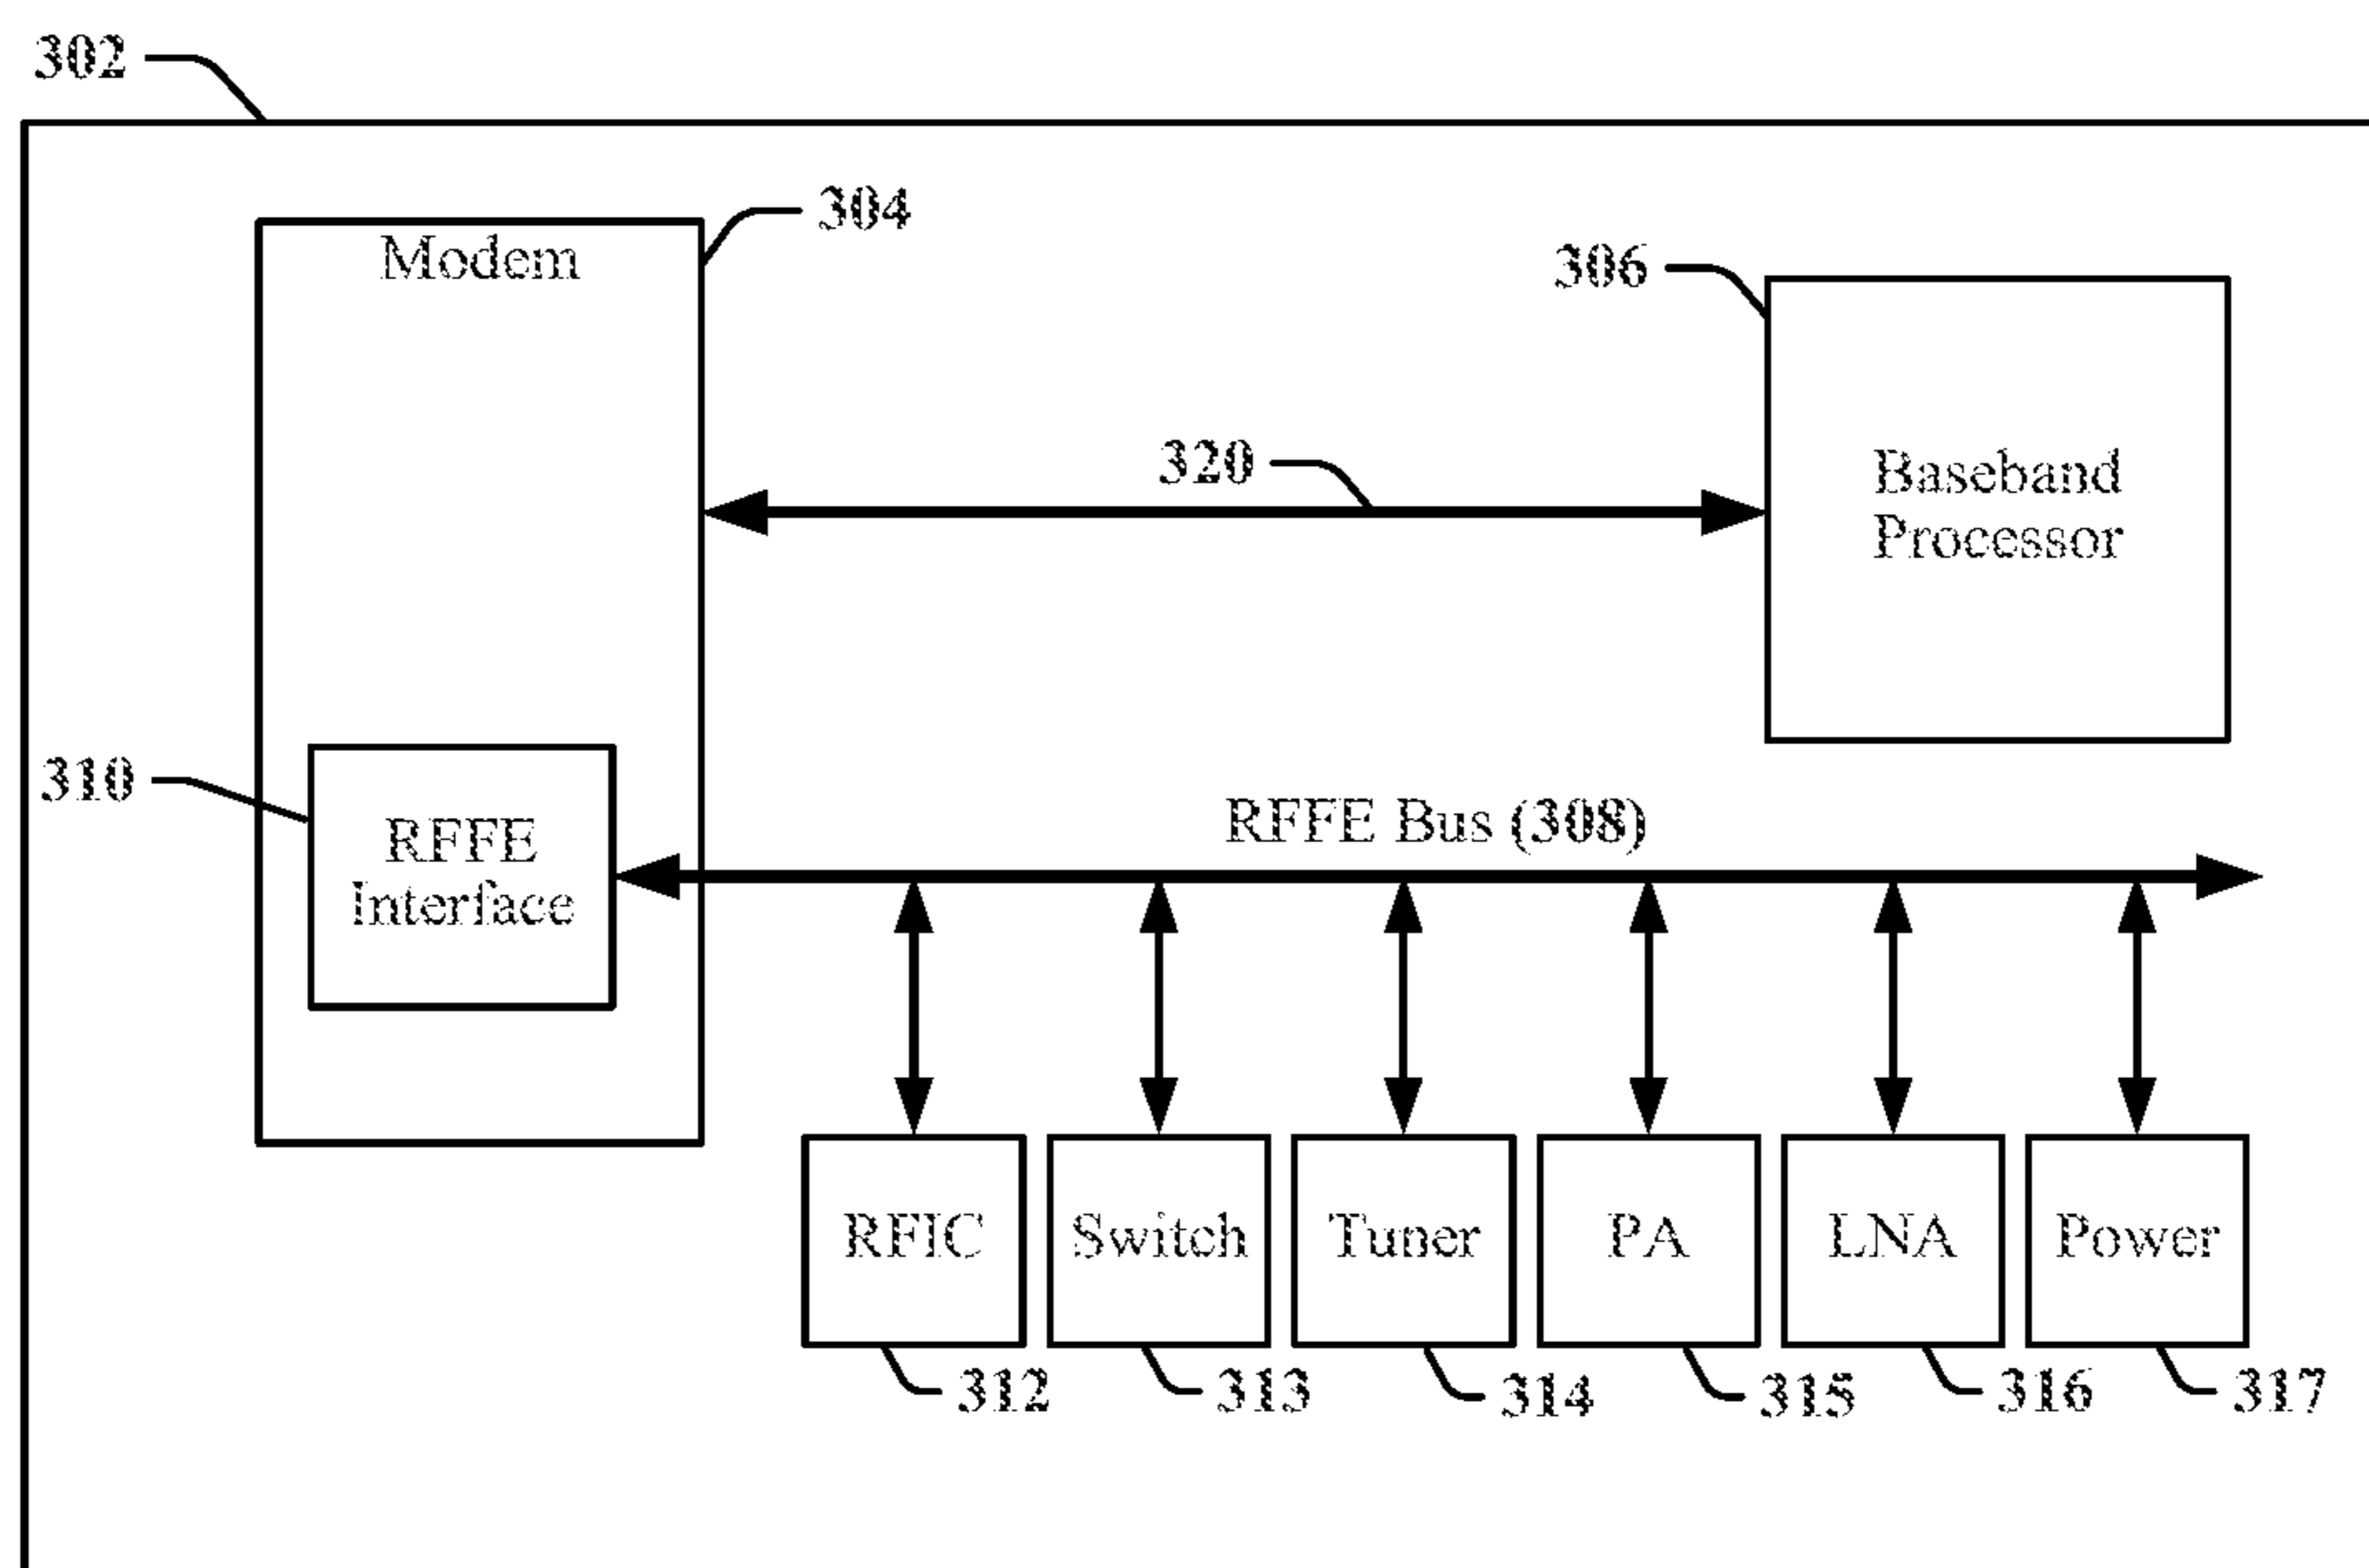 302
304
Modem
306
320
Baseband
Processor
310
RFFE
Interface
RFFE Bus (308)
RFIC
Switch
Tuner
PA
LNA
Power
312
313
314
315
316
317